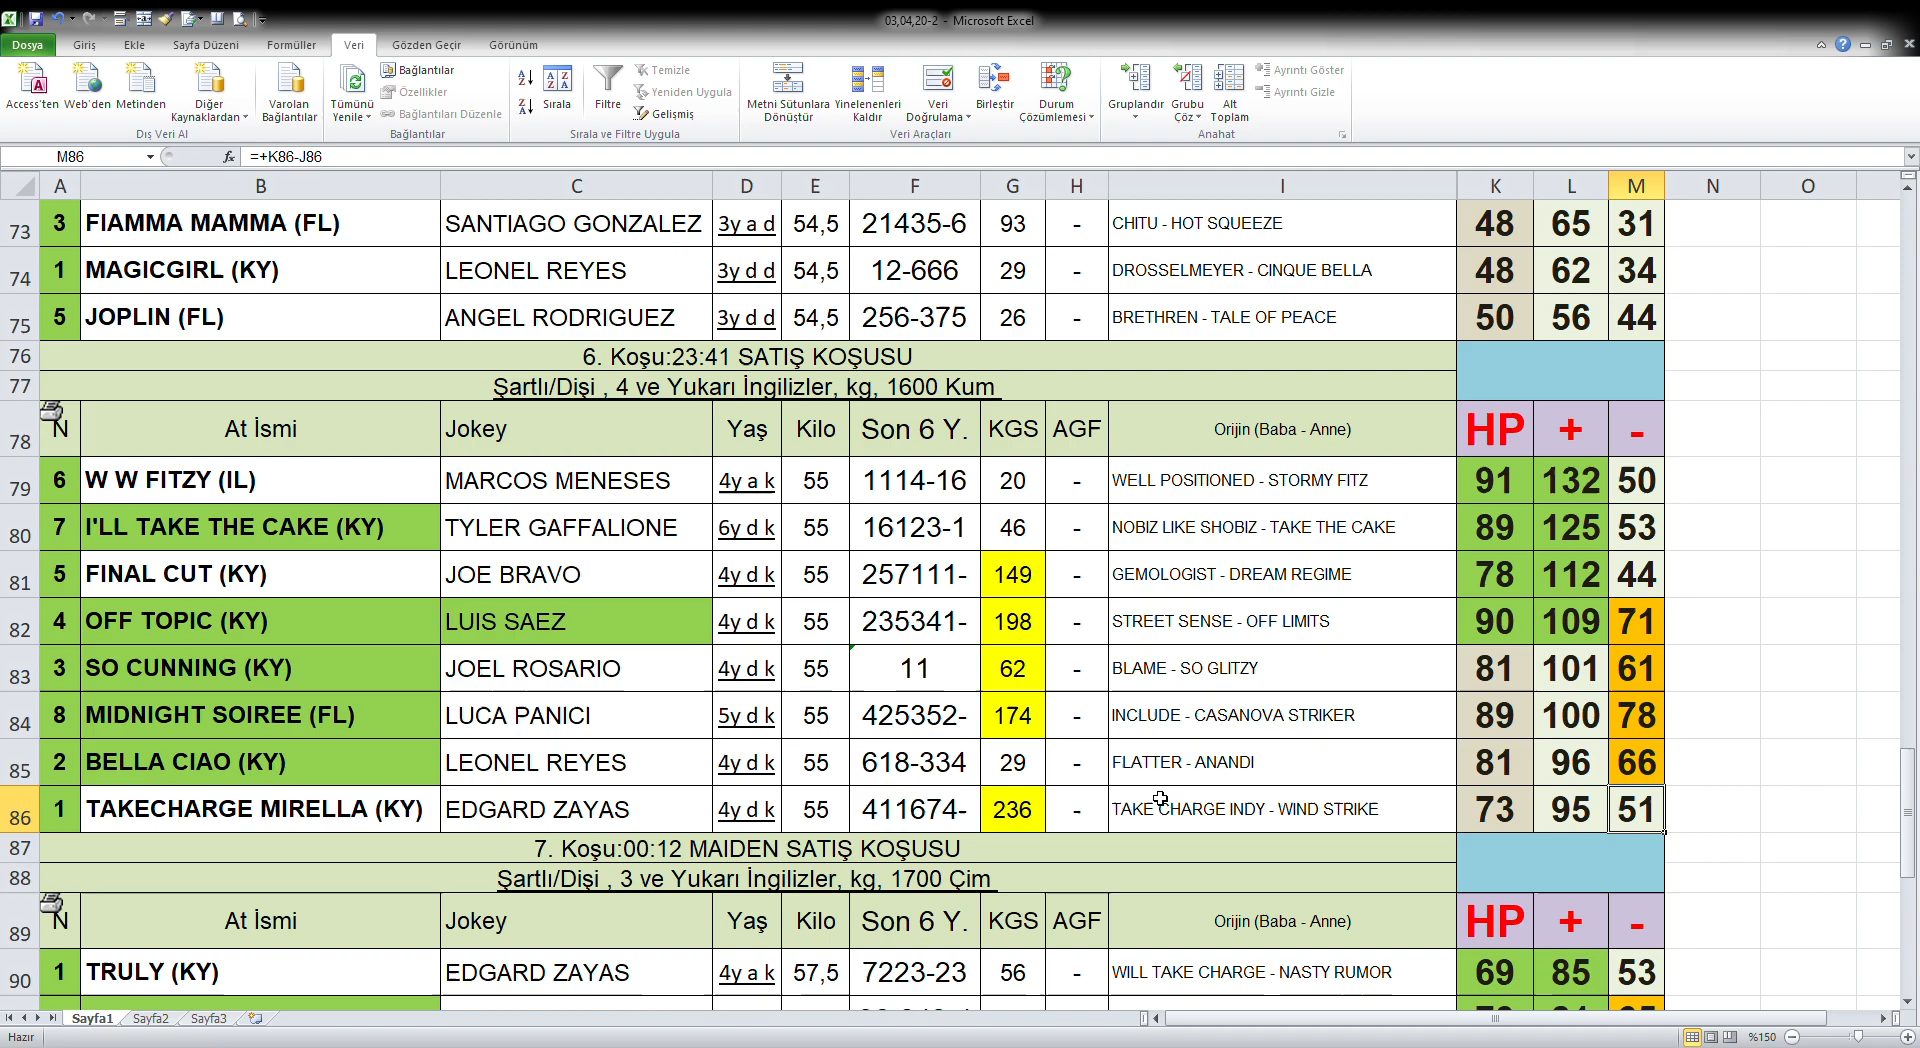 03,04,20-2 - Microsoft Excel
Dosya Giriş Ekle Sayfa Düzeni Formüller Veri Gözden Geçir Görünüm
Access'ten Web'den Metinden Diğer Kaynaklardan Varolan Bağlantılar Tümünü Yenile Bağlantılar Özellikler Bağlantıları Düzenle Sırala Filtre Temizle Yeniden Uygula Gelişmiş Metni Sütunlara Dönüştür Yinelenenleri Kaldır Veri Doğrulama Birleştir Durum Çözümlemesi Gruplandır Grubu Çöz Alt Toplam Ayrıntı Göster Ayrıntı Gizle
Dış Veri Al Bağlantılar Sırala ve Filtre Uygula Veri Araçları Anahat
M86 fx =+K86-J86
A B C D E F G H I K L M N O
73 3 FIAMMA MAMMA (FL) SANTIAGO GONZALEZ 3y a d 54,5 21435-6 93 - CHITU - HOT SQUEEZE 48 65 31
74 1 MAGICGIRL (KY) LEONEL REYES 3y d d 54,5 12-666 29 - DROSSELMEYER - CINQUE BELLA 48 62 34
75 5 JOPLIN (FL) ANGEL RODRIGUEZ 3y d d 54,5 256-375 26 - BRETHREN - TALE OF PEACE 50 56 44
76 6. Koşu:23:41 SATIŞ KOŞUSU
77 Şartlı/Dişi , 4 ve Yukarı İngilizler, kg, 1600 Kum
78 N At İsmi Jokey Yaş Kilo Son 6 Y. KGS AGF Orijin (Baba - Anne) HP + -
79 6 W W FITZY (IL) MARCOS MENESES 4y a k 55 1114-16 20 - WELL POSITIONED - STORMY FITZ 91 132 50
80 7 I'LL TAKE THE CAKE (KY) TYLER GAFFALIONE 6y d k 55 16123-1 46 - NOBIZ LIKE SHOBIZ - TAKE THE CAKE 89 125 53
81 5 FINAL CUT (KY) JOE BRAVO 4y d k 55 257111- 149 - GEMOLOGIST - DREAM REGIME 78 112 44
82 4 OFF TOPIC (KY) LUIS SAEZ 4y d k 55 235341- 198 - STREET SENSE - OFF LIMITS 90 109 71
83 3 SO CUNNING (KY) JOEL ROSARIO 4y d k 55 11 62 - BLAME - SO GLITZY 81 101 61
84 8 MIDNIGHT SOIREE (FL) LUCA PANICI 5y d k 55 425352- 174 - INCLUDE - CASANOVA STRIKER 89 100 78
85 2 BELLA CIAO (KY) LEONEL REYES 4y d k 55 618-334 29 - FLATTER - ANANDI 81 96 66
86 1 TAKECHARGE MIRELLA (KY) EDGARD ZAYAS 4y d k 55 411674- 236 - TAKE CHARGE INDY - WIND STRIKE 73 95 51
87 7. Koşu:00:12 MAIDEN SATIŞ KOŞUSU
88 Şartlı/Dişi , 3 ve Yukarı İngilizler, kg, 1700 Çim
89 N At İsmi Jokey Yaş Kilo Son 6 Y. KGS AGF Orijin (Baba - Anne) HP + -
90 1 TRULY (KY) EDGARD ZAYAS 4y a k 57,5 7223-23 56 - WILL TAKE CHARGE - NASTY RUMOR 69 85 53
Sayfa1 Sayfa2 Sayfa3
Hazır %150